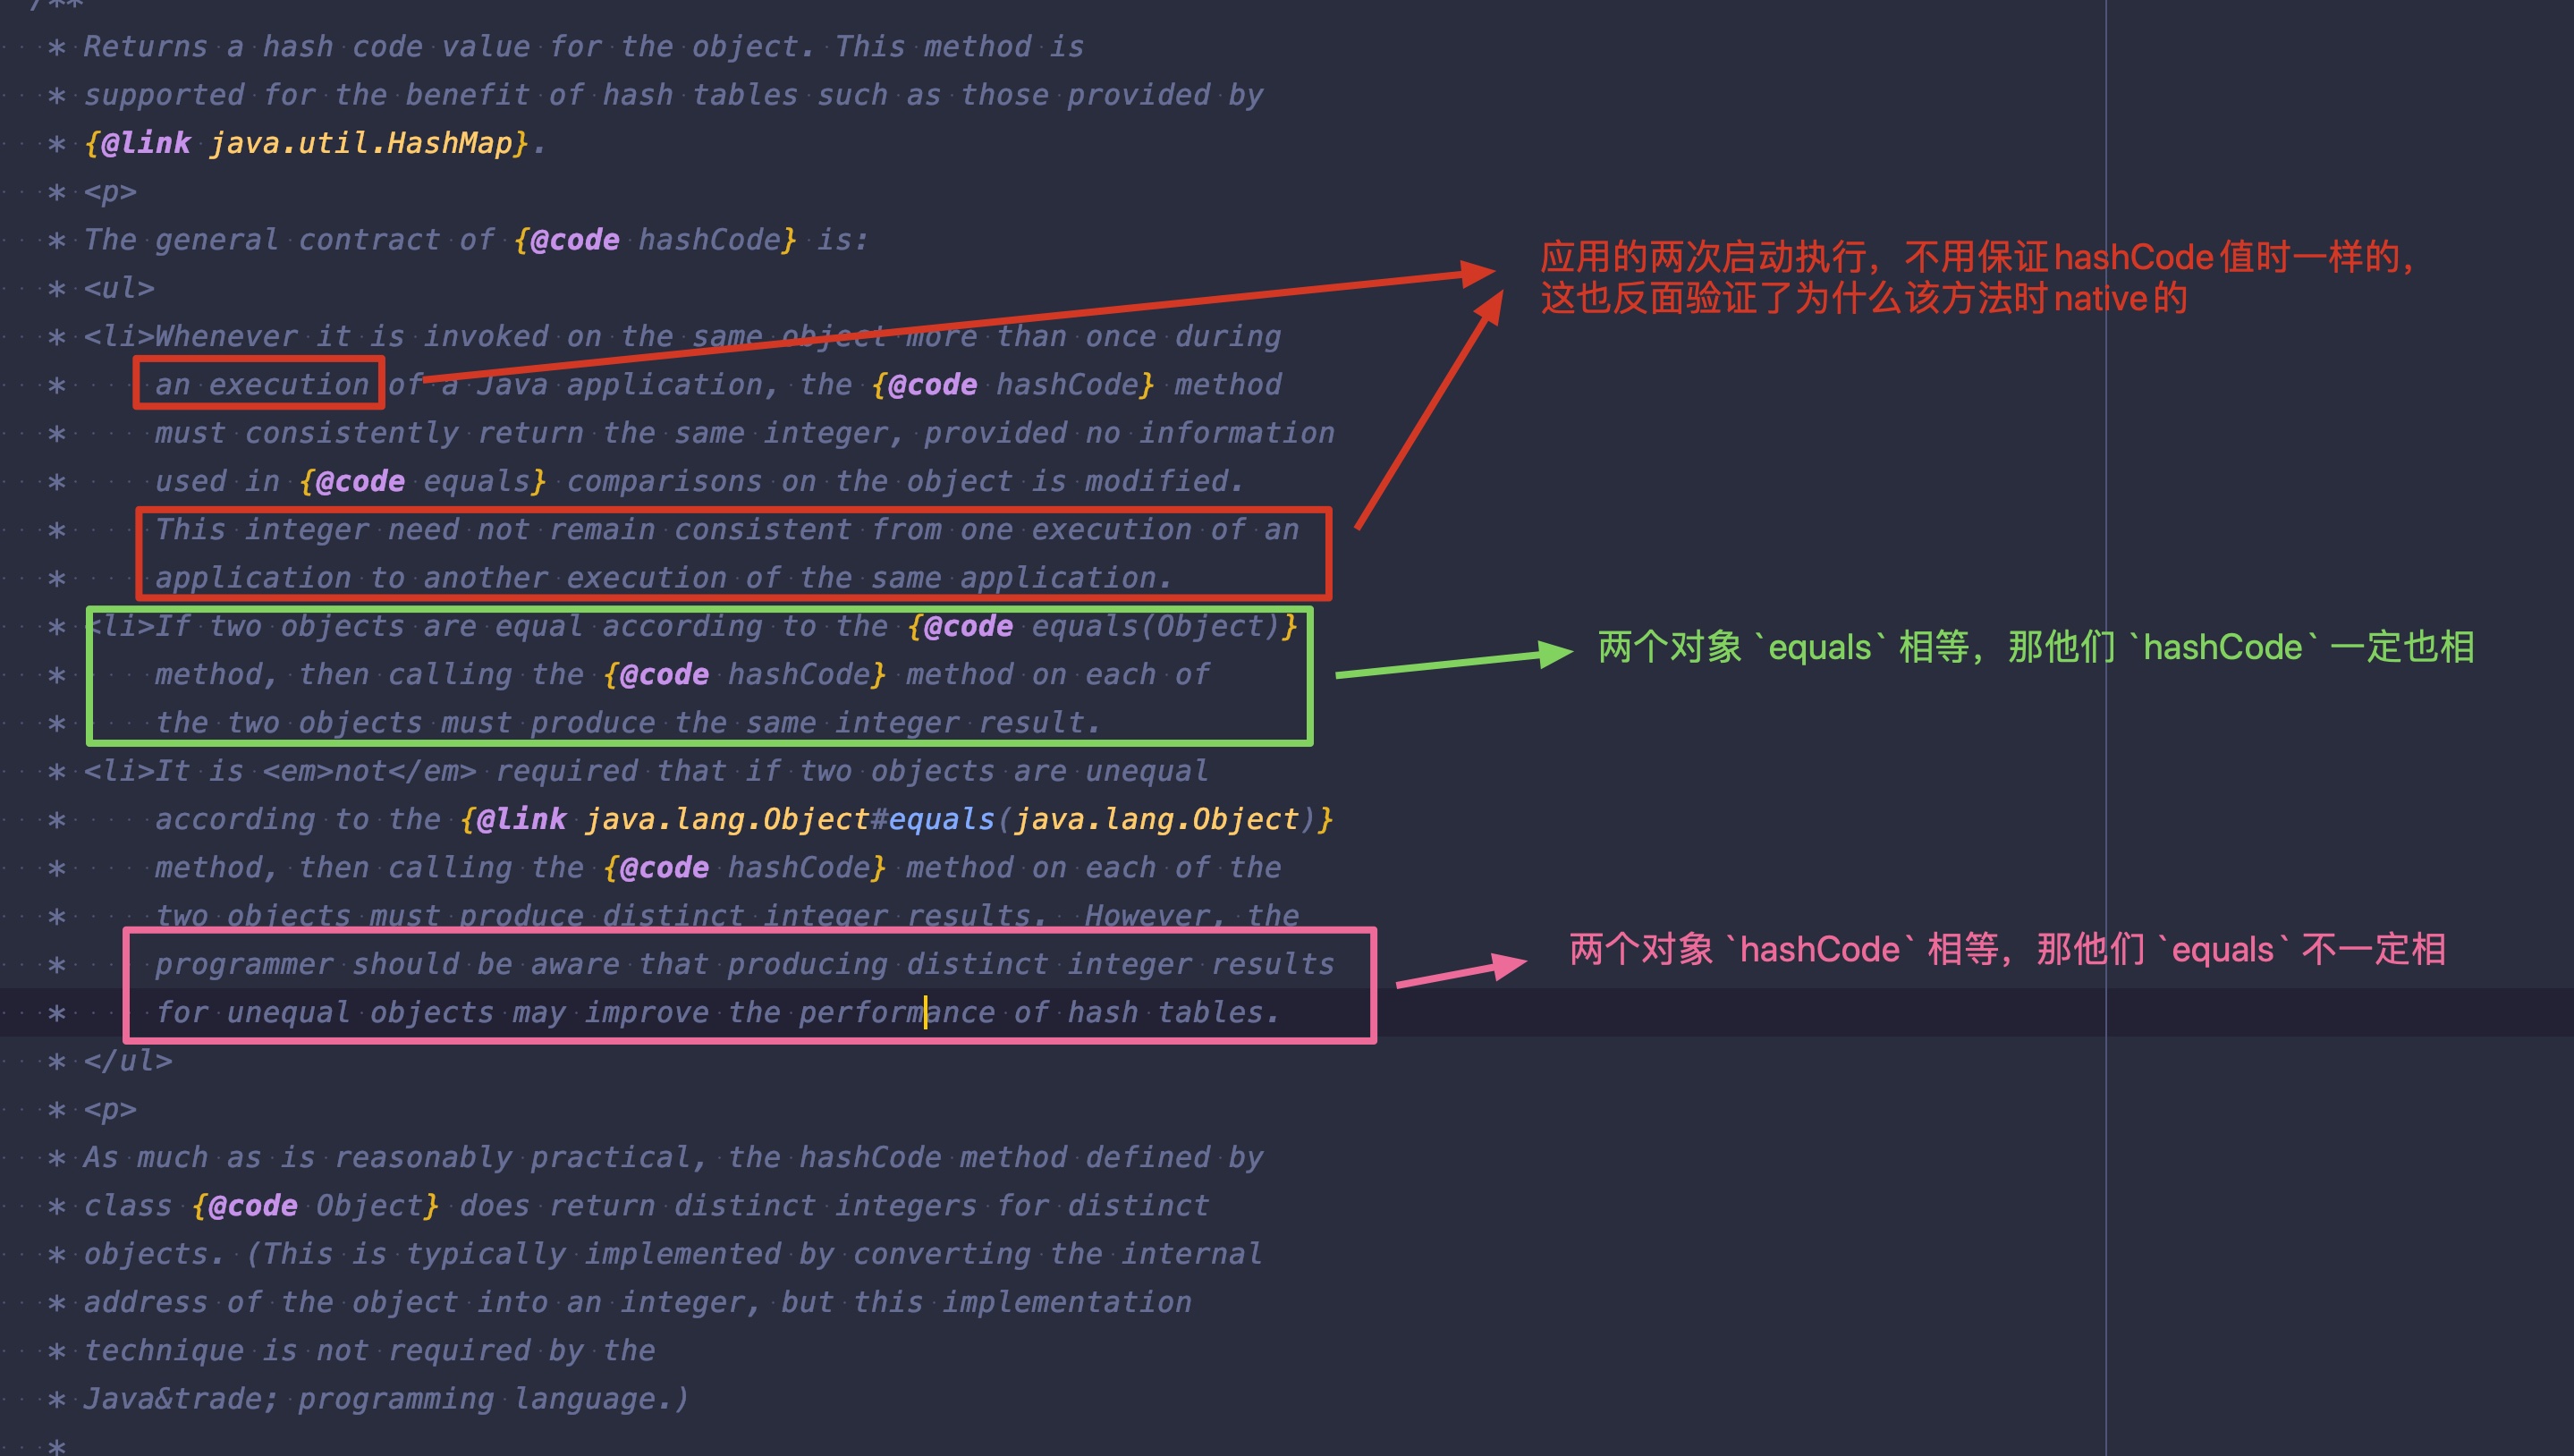 /**
* Returns a hash code value for the object. This method is
* supported for the benefit of hash tables such as those provided by
* {@link java.util.HashMap}.
* <p>
* The general contract of {@code hashCode} is:
* <ul>
* <li>Whenever it is invoked on the same object more than once during
*     an execution of a Java application, the {@code hashCode} method
*     must consistently return the same integer, provided no information
*     used in {@code equals} comparisons on the object is modified.
*     This integer need not remain consistent from one execution of an
*     application to another execution of the same application.
* <li>If two objects are equal according to the {@code equals(Object)}
*     method, then calling the {@code hashCode} method on each of
*     the two objects must produce the same integer result.
* <li>It is <em>not</em> required that if two objects are unequal
*     according to the {@link java.lang.Object#equals(java.lang.Object)}
*     method, then calling the {@code hashCode} method on each of the
*     two objects must produce distinct integer results.  However, the
*     programmer should be aware that producing distinct integer results
*     for unequal objects may improve the performance of hash tables.
* </ul>
* <p>
* As much as is reasonably practical, the hashCode method defined by
* class {@code Object} does return distinct integers for distinct
* objects. (This is typically implemented by converting the internal
* address of the object into an integer, but this implementation
* technique is not required by the
* Java&trade; programming language.)
*
应用的两次启动执行，不用保证hashCode值时一样的，
这也反面验证了为什么该方法时native的
两个对象 `equals` 相等，那他们 `hashCode` 一定也相
两个对象 `hashCode` 相等，那他们 `equals` 不一定相